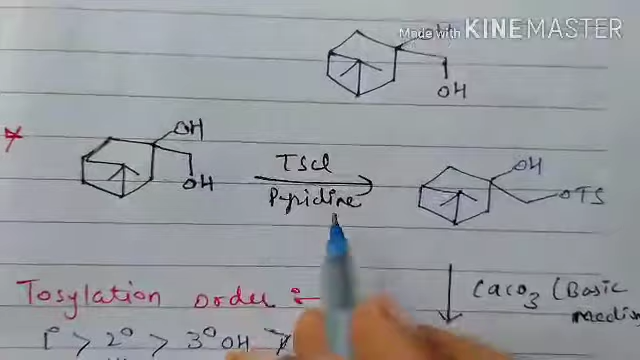 Made with KINEMASTER
OH
OH
OH
TSCl
OH
Pyridine
OH
OTS
Tosylation order :-
CaCO3 (Basic
medium
1° > 2° > 3° OH >